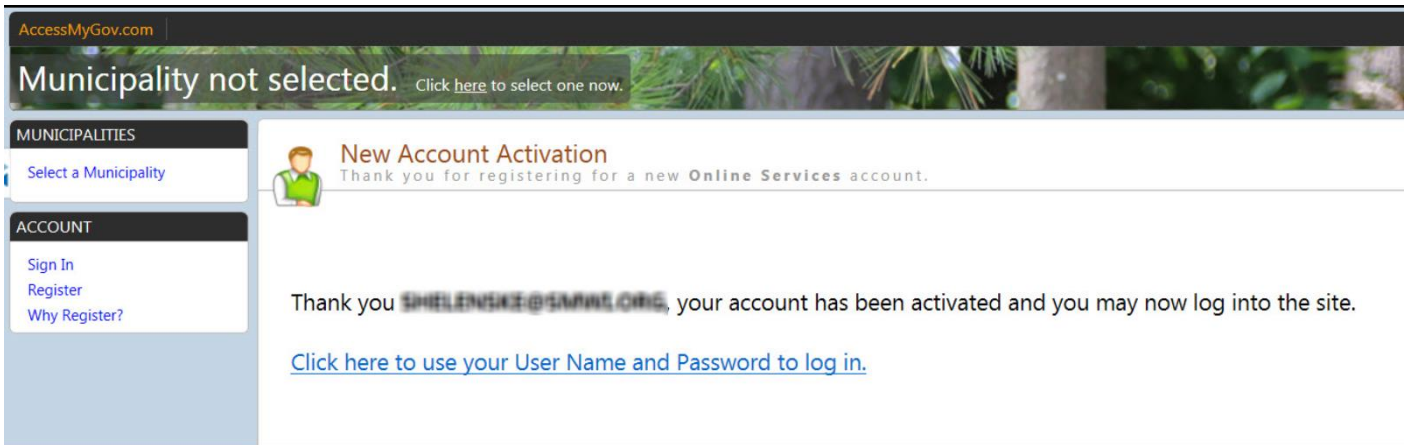 AccessMyGov.com
Municipality not selected. Click here to select one now.
MUNICIPALITIES
Select a Municipality
ACCOUNT
Sign In
Register
Why Register?
New Account Activation
Thank you for registering for a new Online Services account.
Thank you , your account has been activated and you may now log into the site.
Click here to use your User Name and Password to log in.